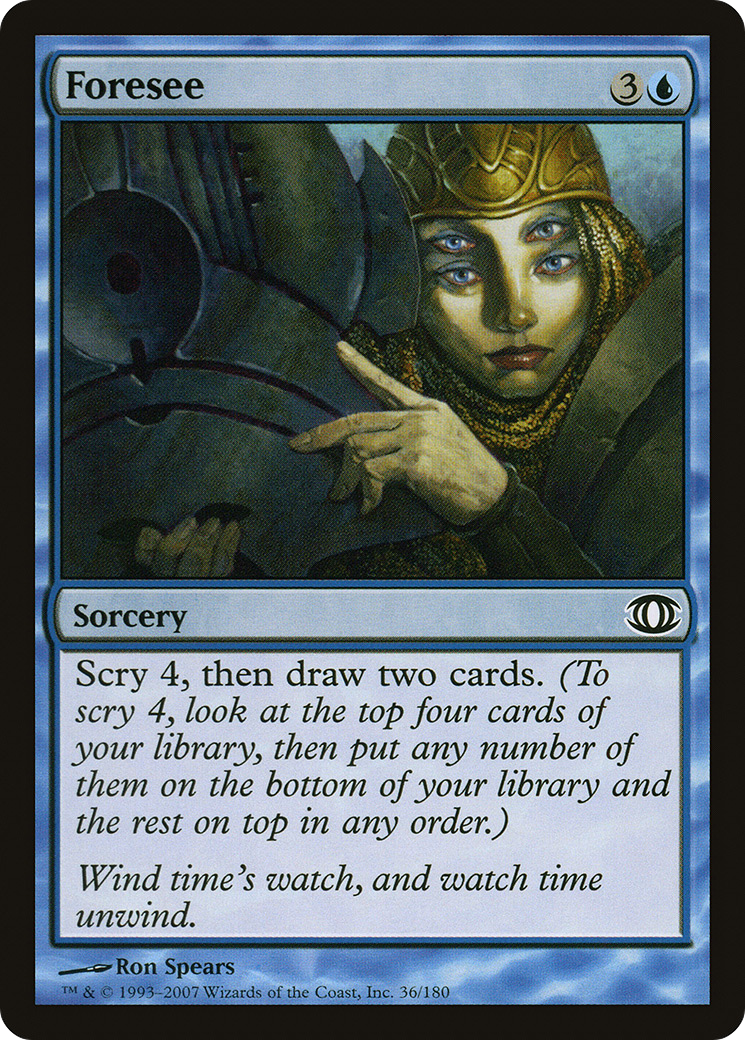 Foresee 3
Sorcery
Scry 4, then draw two cards. (To
scry 4, look at the top four cards of
your library, then put any number of
them on the bottom of your library and
the rest on top in any order.)
Wind time's watch, and watch time
unwind.
Ron Spears
™ & © 1993–2007 Wizards of the Coast, Inc. 36/180